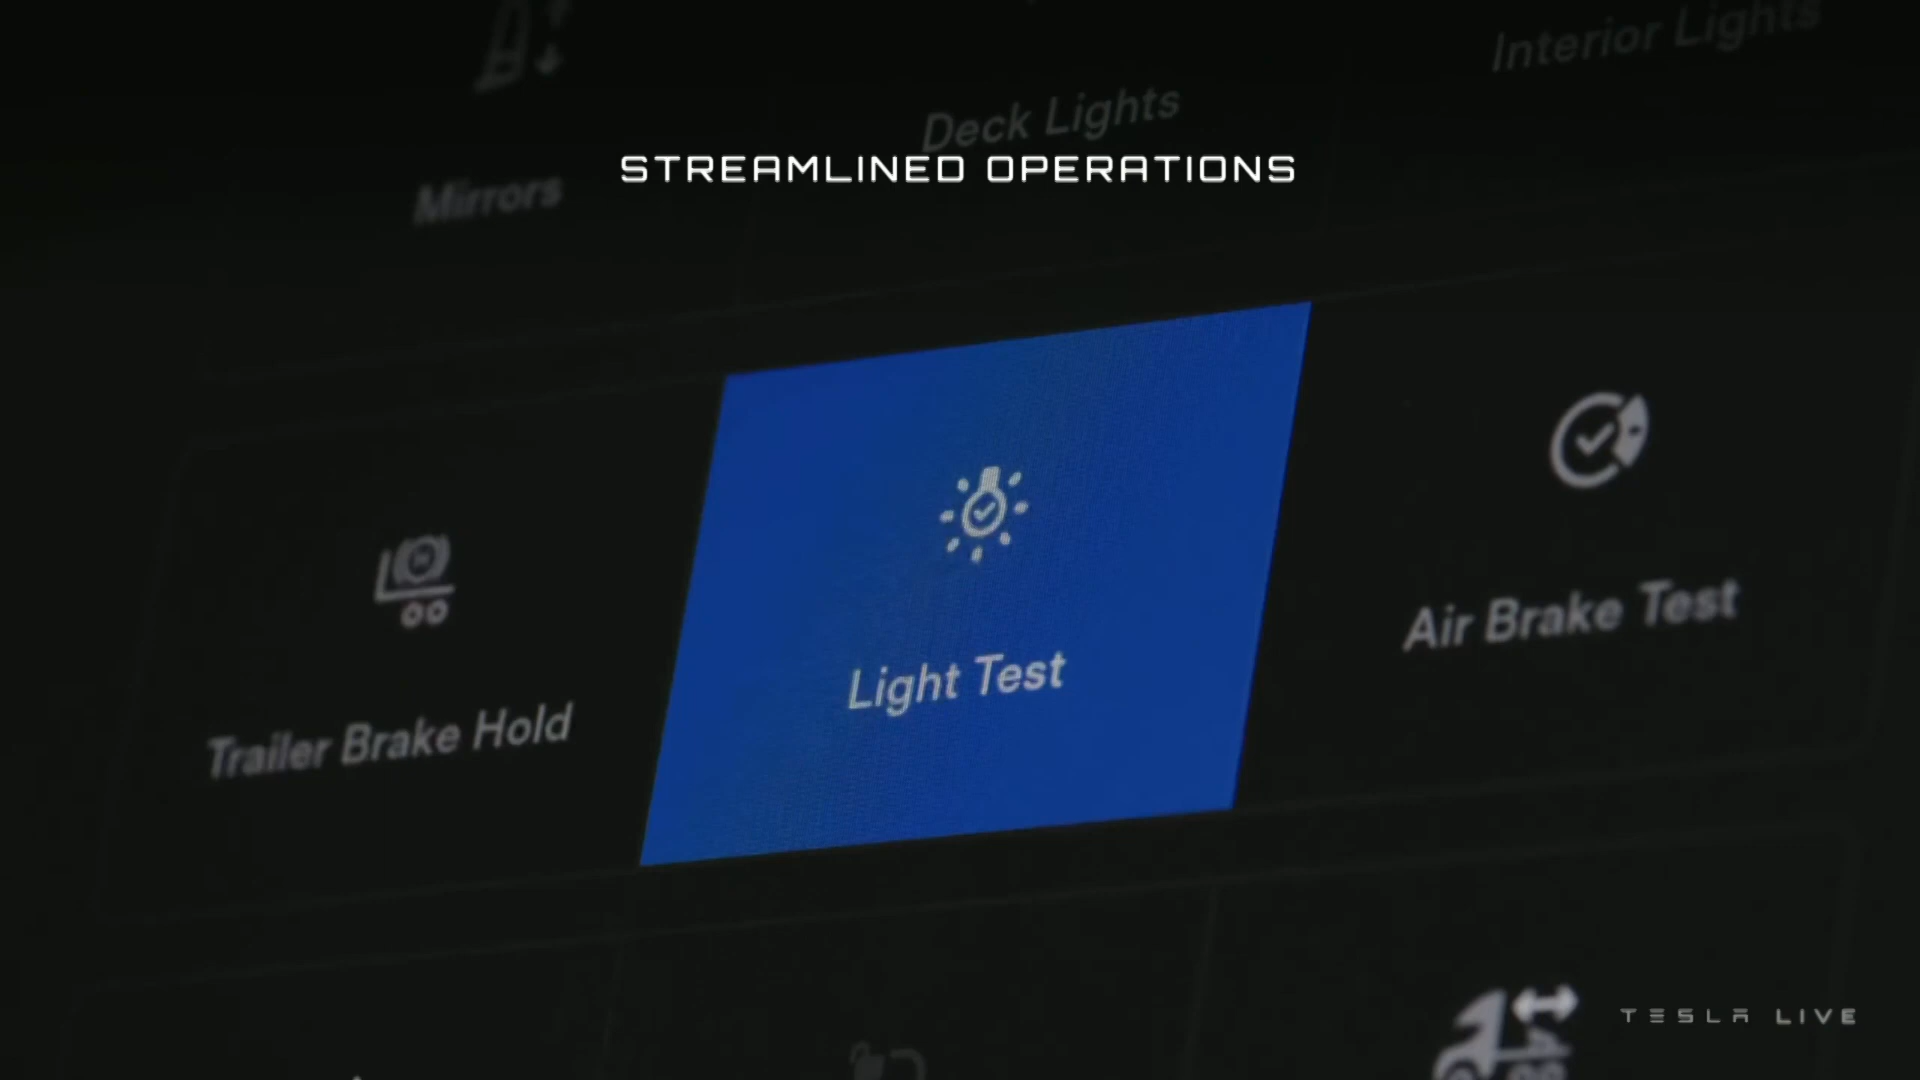 Interior Lights
Deck Lights
STREAMLINED OPERATIONS
Mirrors
Light Test
Air Brake Test
Trailer Brake Hold
TESLA LIVE